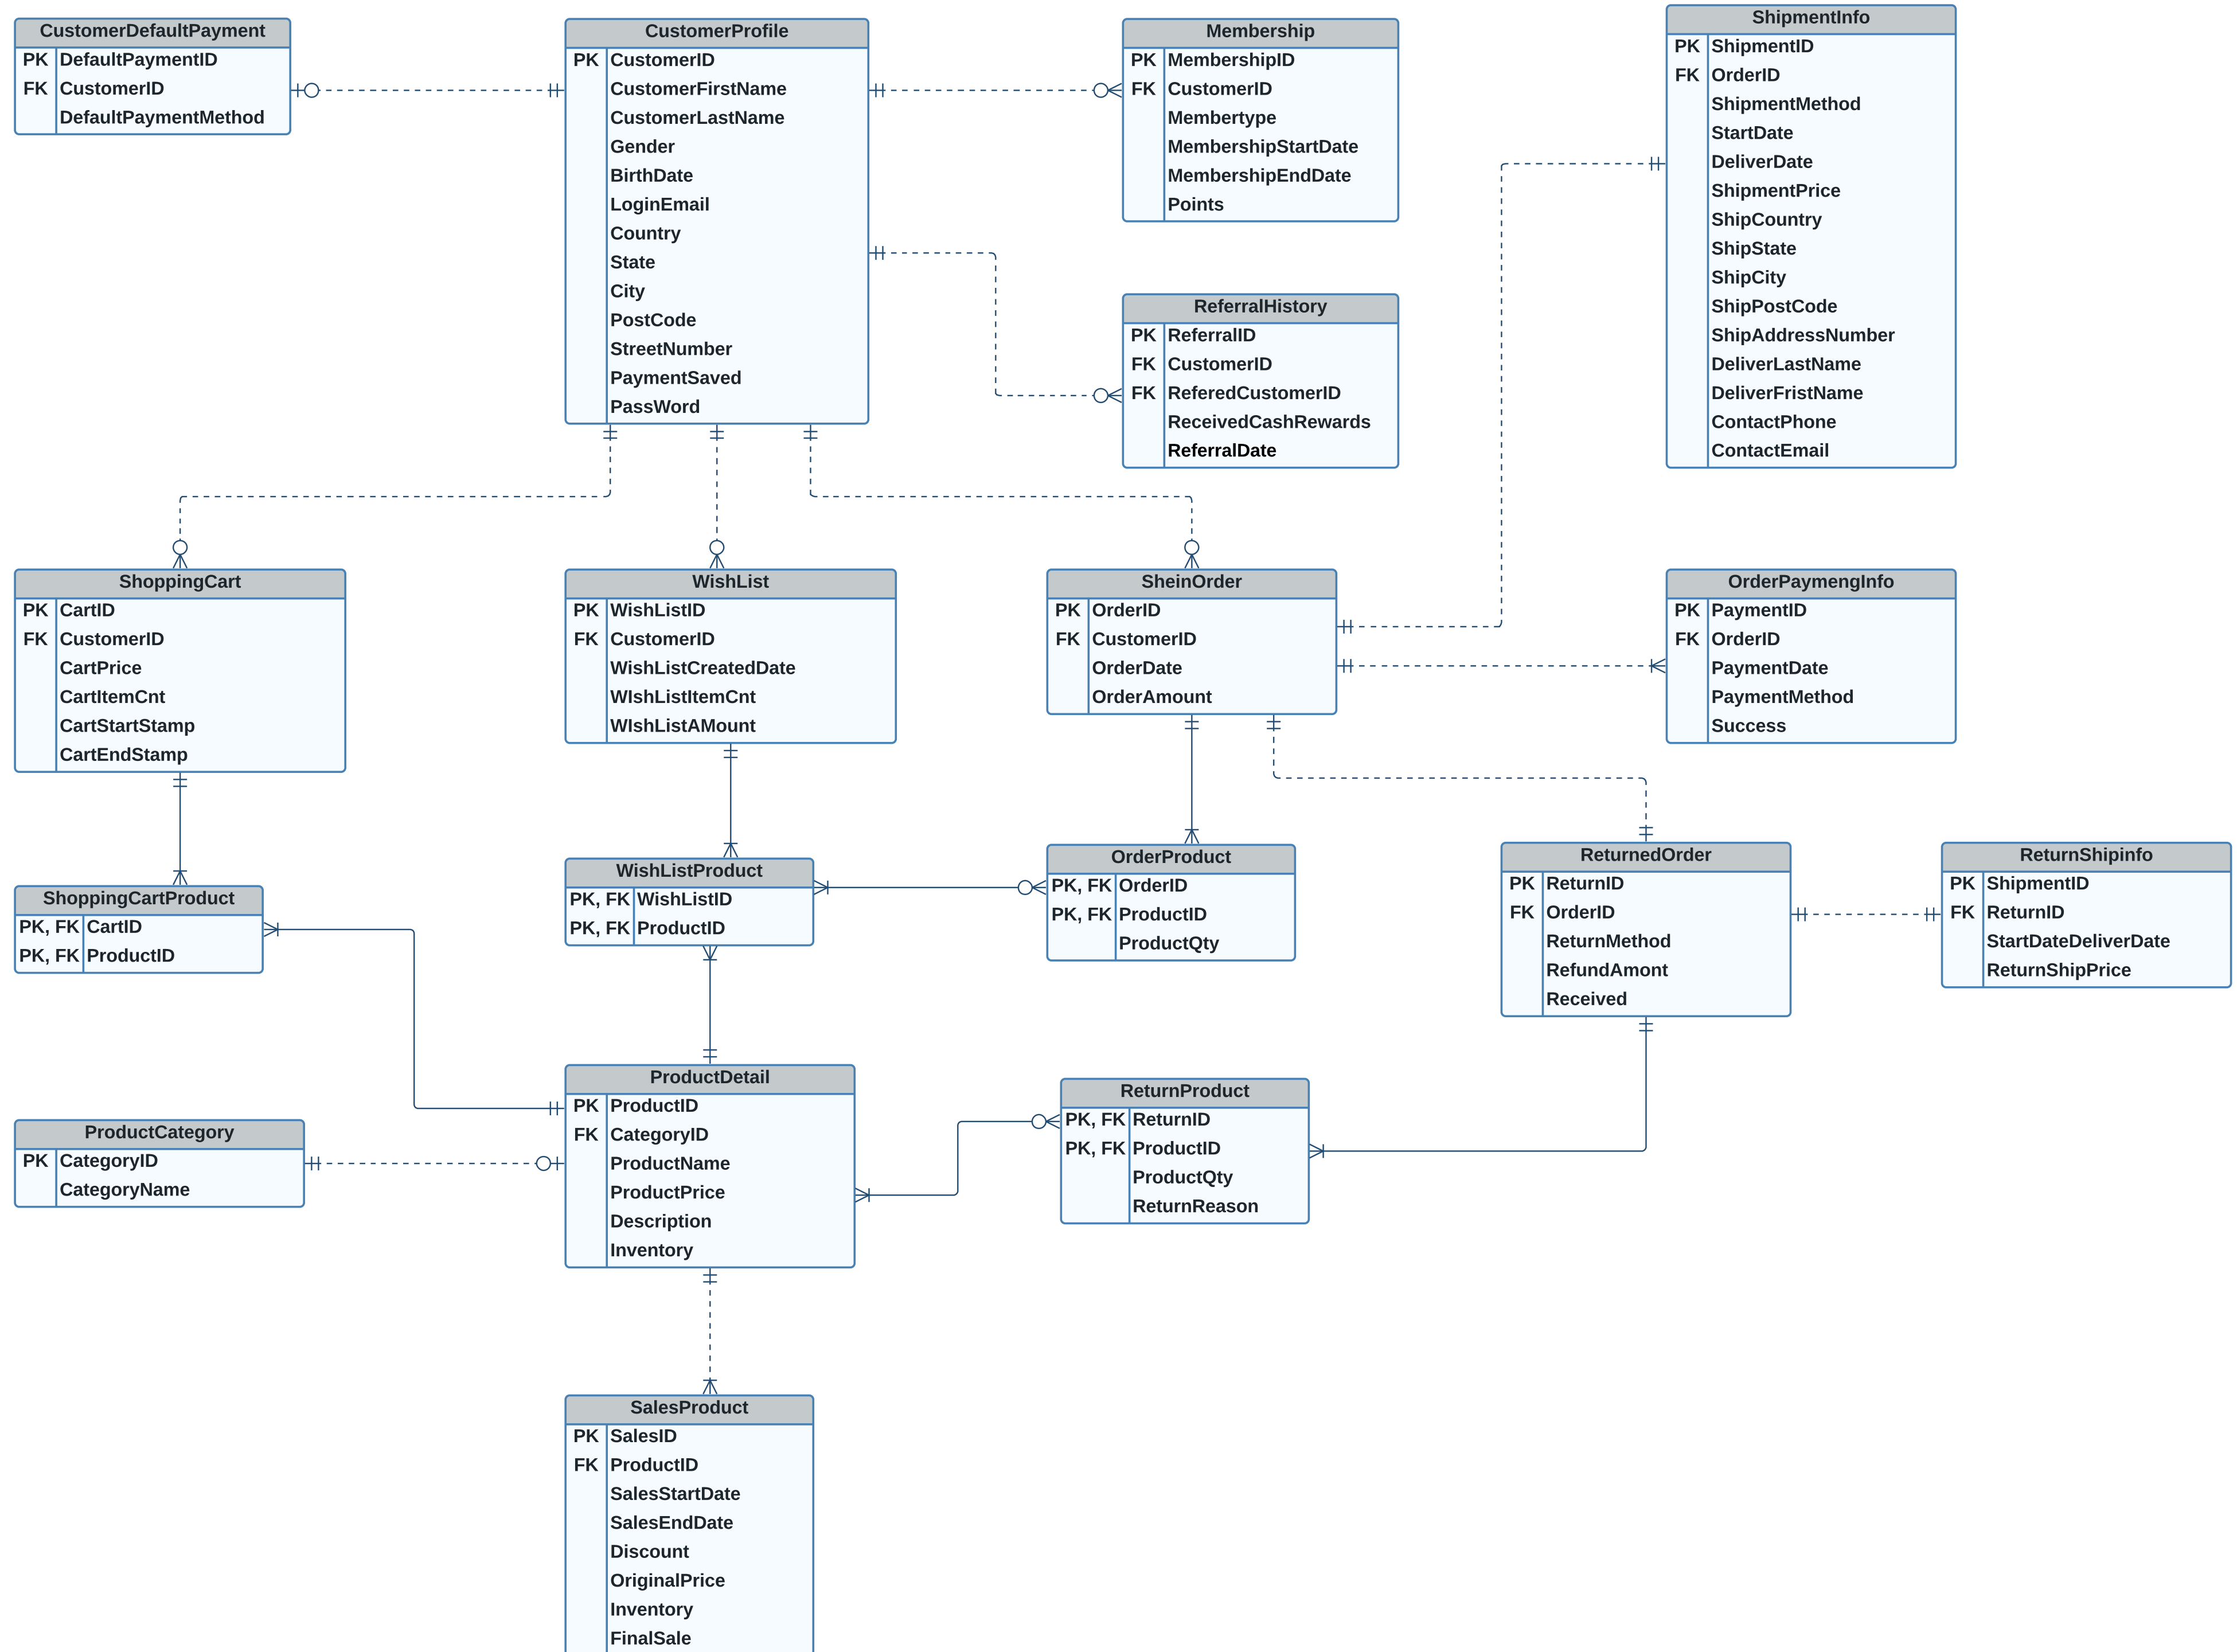 CustomerDefaultPayment
PK DefaultPaymentID
FK CustomerID
DefaultPaymentMethod
CustomerProfile
PK CustomerID
CustomerFirstName
CustomerLastName
Gender
BirthDate
LoginEmail
Country
State
City
PostCode
StreetNumber
PaymentSaved
PassWord
Membership
PK MembershipID
FK CustomerID
Membertype
MembershipStartDate
MembershipEndDate
Points
ShipmentInfo
PK ShipmentID
FK OrderID
ShipmentMethod
StartDate
DeliverDate
ShipmentPrice
ShipCountry
ShipState
ShipCity
ShipPostCode
ShipAddressNumber
DeliverLastName
DeliverFristName
ContactPhone
ContactEmail
ReferralHistory
PK ReferralID
FK CustomerID
FK ReferedCustomerID
ReceivedCashRewards
ReferralDate
ShoppingCart
PK CartID
FK CustomerID
CartPrice
CartItemCnt
CartStartStamp
CartEndStamp
WishList
PK WishListID
FK CustomerID
WishListCreatedDate
WIshListItemCnt
WIshListAMount
SheinOrder
PK OrderID
FK CustomerID
OrderDate
OrderAmount
OrderPaymengInfo
PK PaymentID
FK OrderID
PaymentDate
PaymentMethod
Success
ShoppingCartProduct
PK, FK CartID
PK, FK ProductID
WishListProduct
PK, FK WishListID
PK, FK ProductID
OrderProduct
PK, FK OrderID
PK, FK ProductID
ProductQty
ReturnedOrder
PK ReturnID
FK OrderID
ReturnMethod
RefundAmont
Received
ReturnShipinfo
PK ShipmentID
FK ReturnID
StartDateDeliverDate
ReturnShipPrice
ProductCategory
PK CategoryID
CategoryName
ProductDetail
PK ProductID
FK CategoryID
ProductName
ProductPrice
Description
Inventory
ReturnProduct
PK, FK ReturnID
PK, FK ProductID
ProductQty
ReturnReason
SalesProduct
PK SalesID
FK ProductID
SalesStartDate
SalesEndDate
Discount
OriginalPrice
Inventory
FinalSale